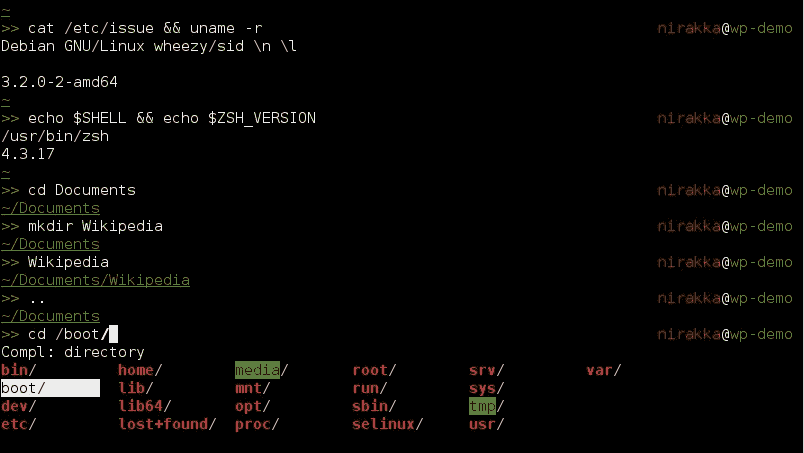 ~
>> cat /etc/issue && uname -r nirakka@wp-demo
Debian GNU/Linux wheezy/sid \n \l
3.2.0-2-amd64
~
>> echo $SHELL && echo $ZSH_VERSION nirakka@wp-demo
/usr/bin/zsh
4.3.17
~
>> cd Documents nirakka@wp-demo
~/Documents
>> mkdir Wikipedia nirakka@wp-demo
~/Documents
>> Wikipedia nirakka@wp-demo
~/Documents/Wikipedia
>> .. nirakka@wp-demo
~/Documents
>> cd /boot/ nirakka@wp-demo
Compl: directory
bin/ home/ media/ root/ srv/ var/
boot/ lib/ mnt/ run/ sys/
dev/ lib64/ opt/ sbin/ tmp/
etc/ lost+found/ proc/ selinux/ usr/